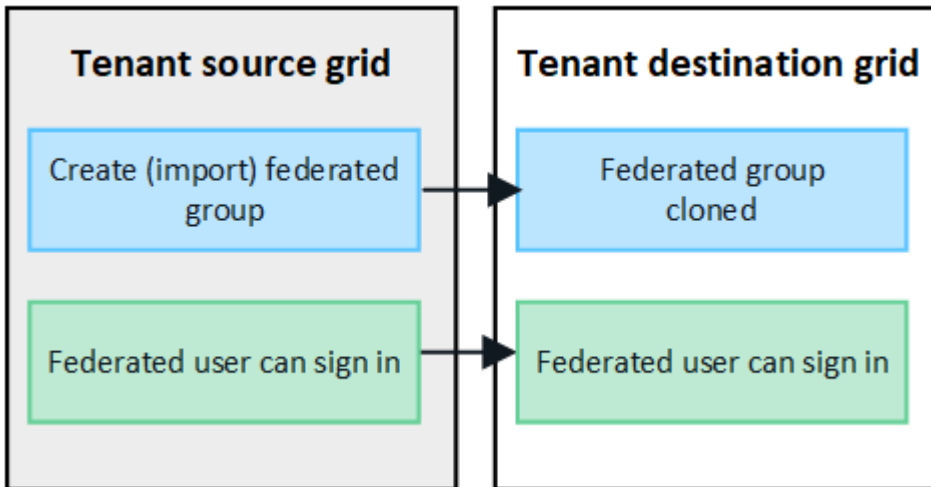 Tenant source grid
Create (import) federated
group
Federated user can sign in
Tenant destination grid
Federated group
cloned
Federated user can sign in